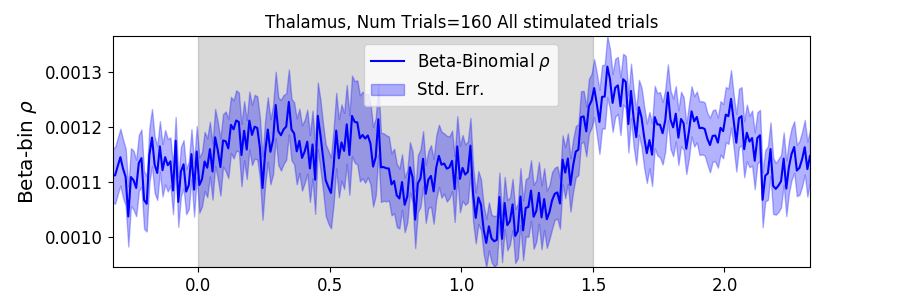 Thalamus, Num Trials=160 All stimulated trials
Beta-Binomial ρ
Std. Err.
Beta-bin ρ
0.0013
0.0012
0.0011
0.0010
0.0
0.5
1.0
1.5
2.0